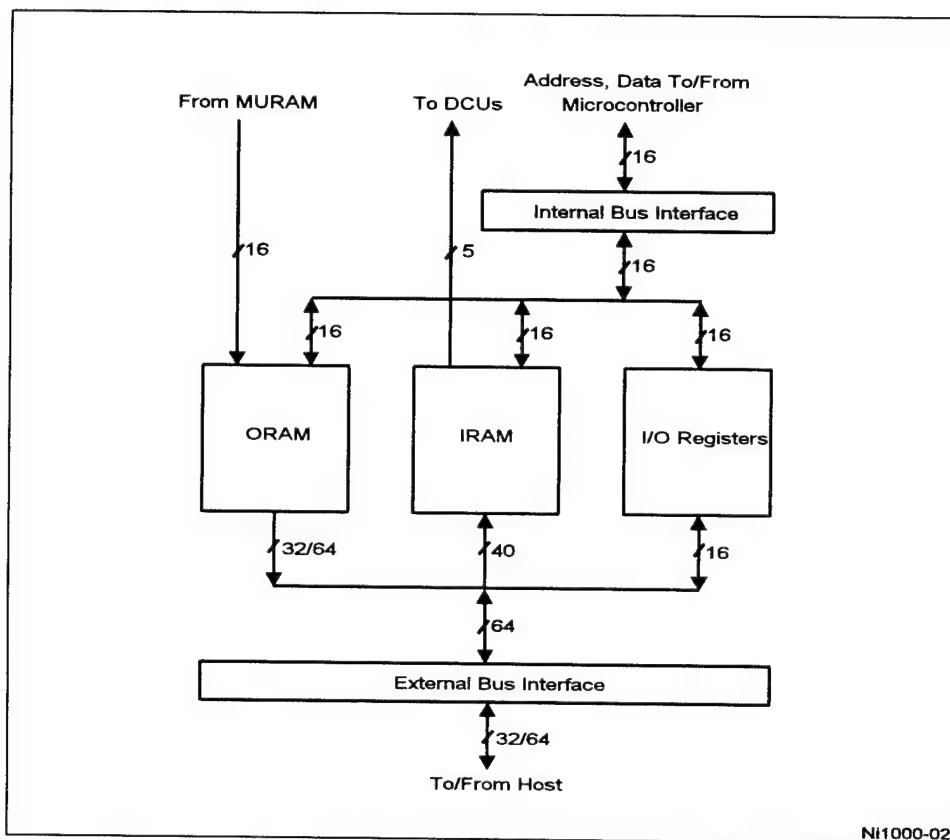 From MURAM
To DCUs
Address, Data To/From
Microcontroller
16
Internal Bus Interface
16
5
16
16
16
16
ORAM
IRAM
I/O Registers
32/64
40
16
64
External Bus Interface
32/64
To/From Host
Ni1000-02